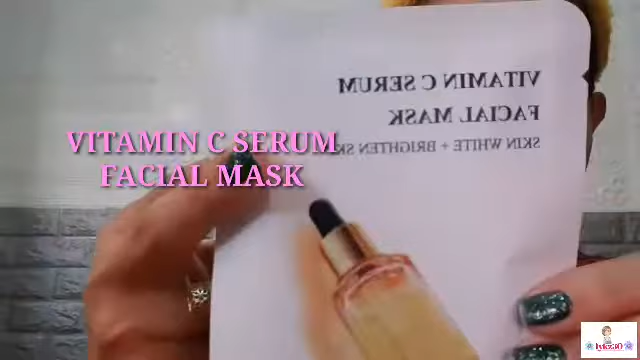 VITAMIN C SERUM
FACIAL MASK
SKIN WHITE + BRIGHTEN
VITAMIN C SERUM
FACIAL MASK